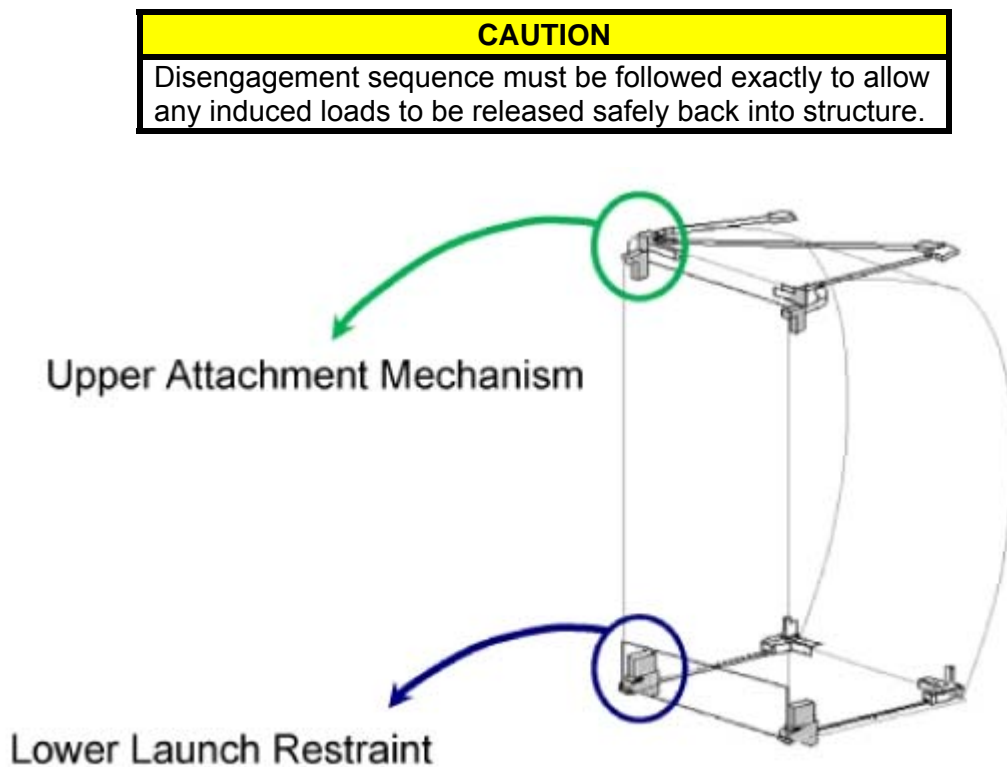 CAUTION
Disengagement sequence must be followed exactly to allow
any induced loads to be released safely back into structure.
Upper Attachment Mechanism
Lower Launch Restraint